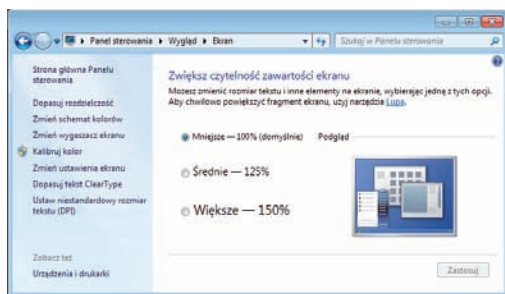 Panel sterowania ▸ Wygląd ▸ Ekran
Szukaj w Panelu sterowania
Strona główna Panelu
sterowania
Dopasuj rozdzielczość
Zmień schemat kolorów
Zmień wygaszacz ekranu
Kalibruj kolor
Zmień ustawienia ekranu
Dopasuj tekst ClearType
Ustaw niestandardowy rozmiar
tekstu (DPI)
Zobacz też
Urządzenia i drukarki
Zwiększ czytelność zawartości ekranu
Możesz zmienić rozmiar tekstu i inne elementy na ekranie, wybierając jedną z tych opcji.
Aby chwilowo powiększyć fragment ekranu, użyj narzędzia Lupa.
Mniejsze — 100% (domyślnie) Podgląd
Średnie — 125%
Większe — 150%
Zastosuj